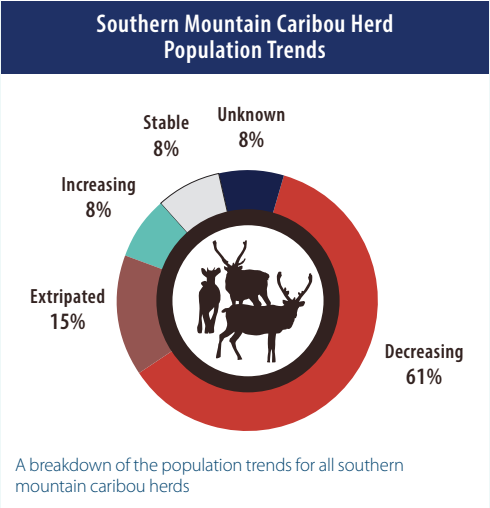 Southern Mountain Caribou Herd
Population Trends
Unknown
8%
Stable
8%
Increasing
8%
Extripated
15%
Decreasing
61%
A breakdown of the population trends for all southern
mountain caribou herds